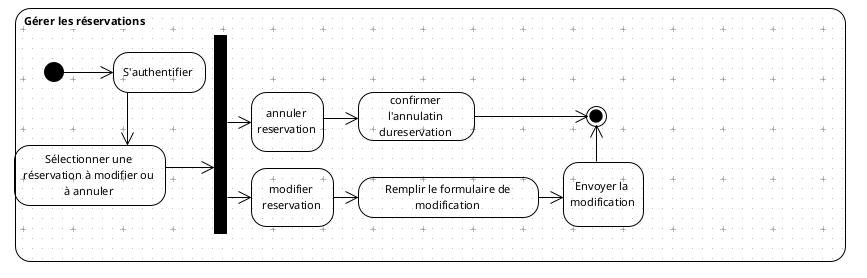 Gérer les réservations
S'authentifier
Sélectionner une
réservation à modifier ou
à annuler
annuler
reservation
confirmer
l'annulatin
dureservation
modifier
reservation
Remplir le formulaire de
modification
Envoyer la
modification